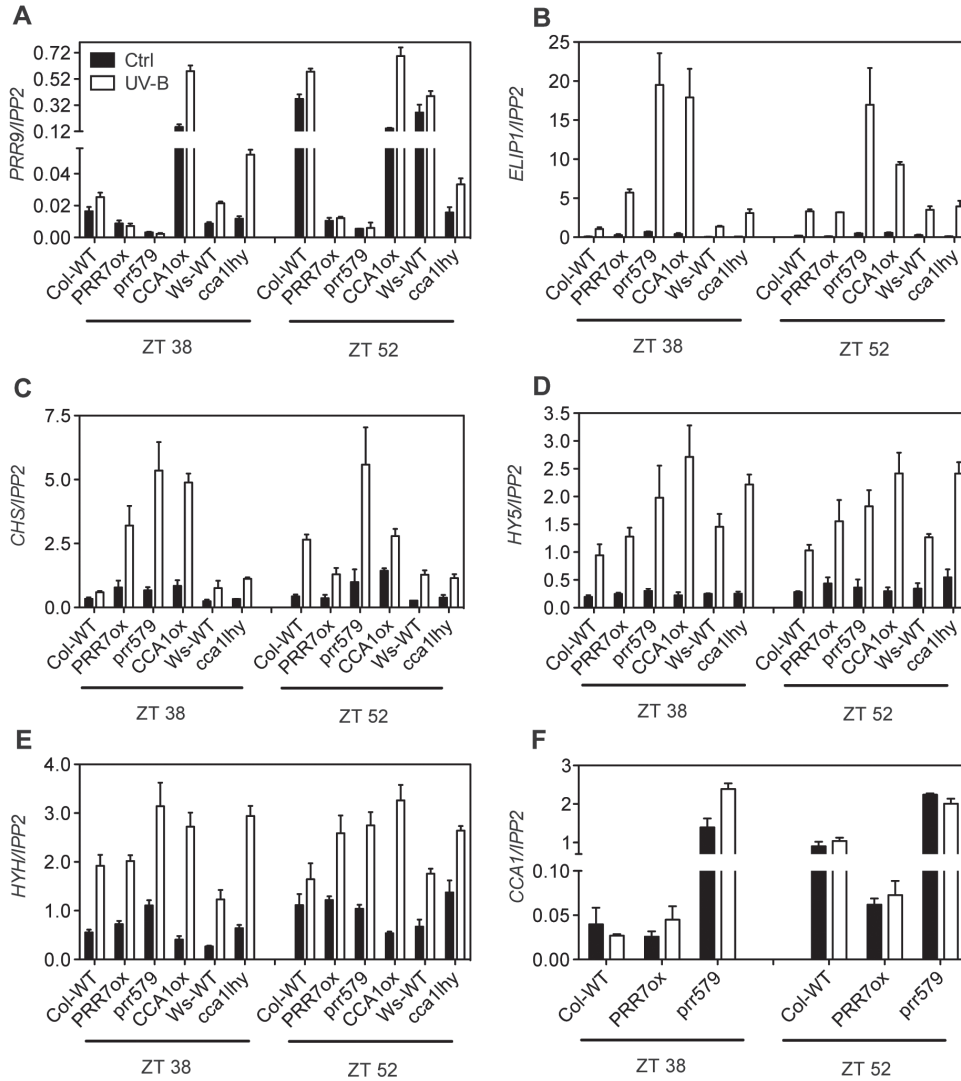 A
PRR9/IPP2
0.72
0.52
0.32
0.12
0.04
0.02
0.00
Ctrl
UV-B
Col-WT
PRR7ox
prr579
CCA1ox
Ws-WT
cca1lhy
Col-WT
PRR7ox
prr579
CCA1ox
Ws-WT
cca1lhy
ZT 38
ZT 52
B
ELIP1/IPP2
25
20
15
10
5
0
Col-WT
PRR7ox
prr579
CCA1ox
Ws-WT
cca1lhy
Col-WT
PRR7ox
prr579
CCA1ox
Ws-WT
cca1lhy
ZT 38
ZT 52
C
CHS/IPP2
7.5
5.0
2.5
0.0
Col-WT
PRR7ox
prr579
CCA1ox
Ws-WT
cca1lhy
Col-WT
PRR7ox
prr579
CCA1ox
Ws-WT
cca1lhy
ZT 38
ZT 52
D
HY5/IPP2
3.5
3.0
2.5
2.0
1.5
1.0
0.5
0.0
Col-WT
PRR7ox
prr579
CCA1ox
Ws-WT
cca1lhy
Col-WT
PRR7ox
prr579
CCA1ox
Ws-WT
cca1lhy
ZT 38
ZT 52
E
HYH/IPP2
4.0
3.0
2.0
1.0
0.0
Col-WT
PRR7ox
prr579
CCA1ox
Ws-WT
cca1lhy
Col-WT
PRR7ox
prr579
CCA1ox
Ws-WT
cca1lhy
ZT 38
ZT 52
F
CCA1/IPP2
3
2
1
0.10
0.05
0.00
Col-WT
PRR7ox
prr579
Col-WT
PRR7ox
prr579
ZT 38
ZT 52